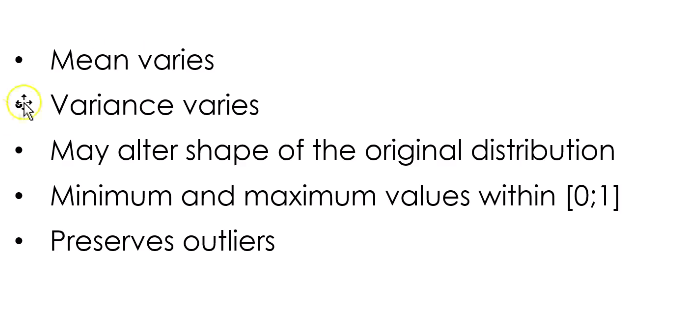 • Mean varies
Variance varies
• May alter shape of the original distribution
• Minimum and maximum values within [0;1]
• Preserves outliers